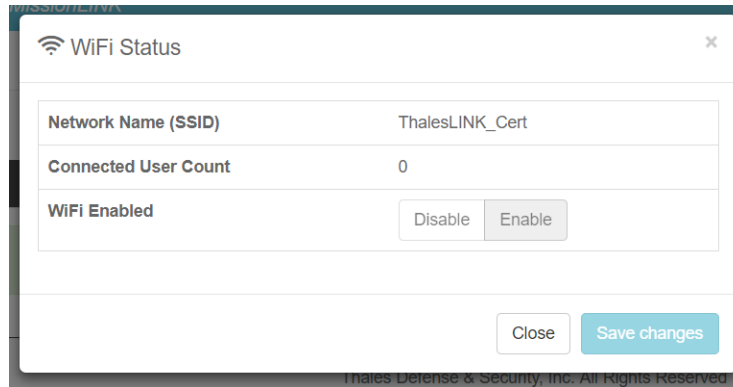 MissionLINK
WiFi Status
×
Network Name (SSID) ThalesLINK_Cert
Connected User Count 0
WiFi Enabled Disable Enable
Close Save changes
Thales Defense & Security, Inc. All Rights Reserved